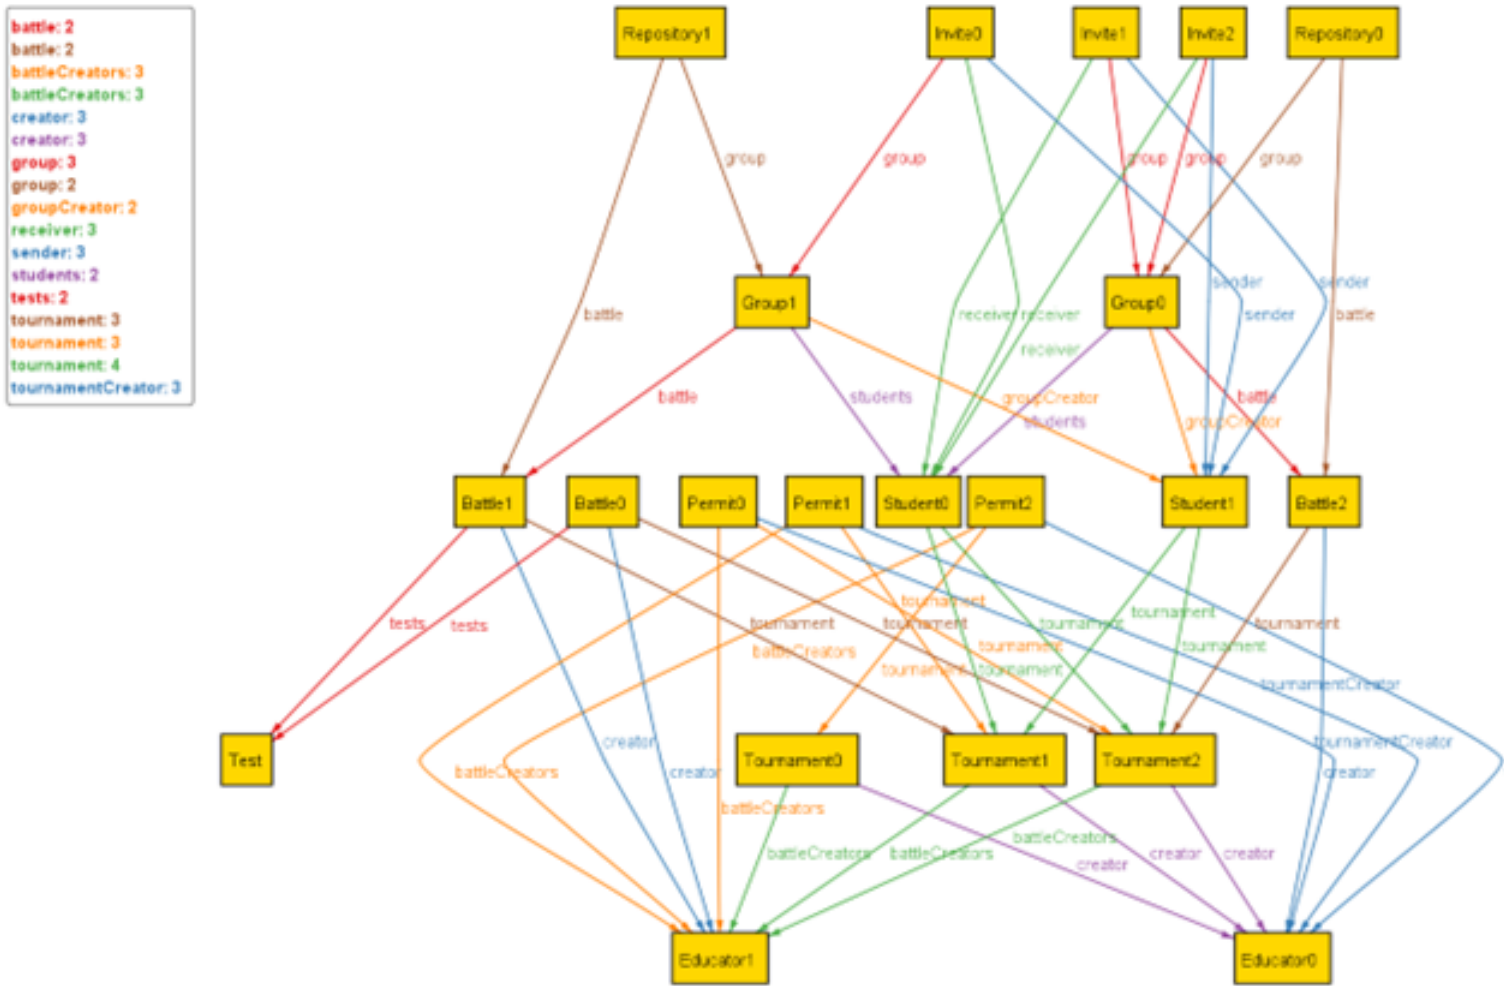 battle: 2
battle: 2
battleCreators: 3
battleCreators: 3
creator: 3
creator: 3
group: 3
group: 2
groupCreator: 2
receiver: 3
sender: 3
students: 2
tests: 2
tournament: 3
tournament: 3
tournament: 4
tournamentCreator: 3
Repository1 Invite0 Invite1 Invite2 Repository0
group group group group group
sender sender
Group1 Group0
battle receiver receiver sender battle
receiver
battle students groupCreator battle
students groupCreator
Battle1 Battle0 Permit0 Permit1 Student0 Permit2 Student1 Battle2
tournament tournament
tests tests tournament tournament tournament tournament
battleCreators tournament tournament
tournament tournament tournamentCreator
creator tournamentCreator
Test Tournament0 Tournament1 Tournament2
battleCreators creator creator
battleCreators
battleCreators
battleCreators battleCreators creator creator
creator
Educator1 Educator0